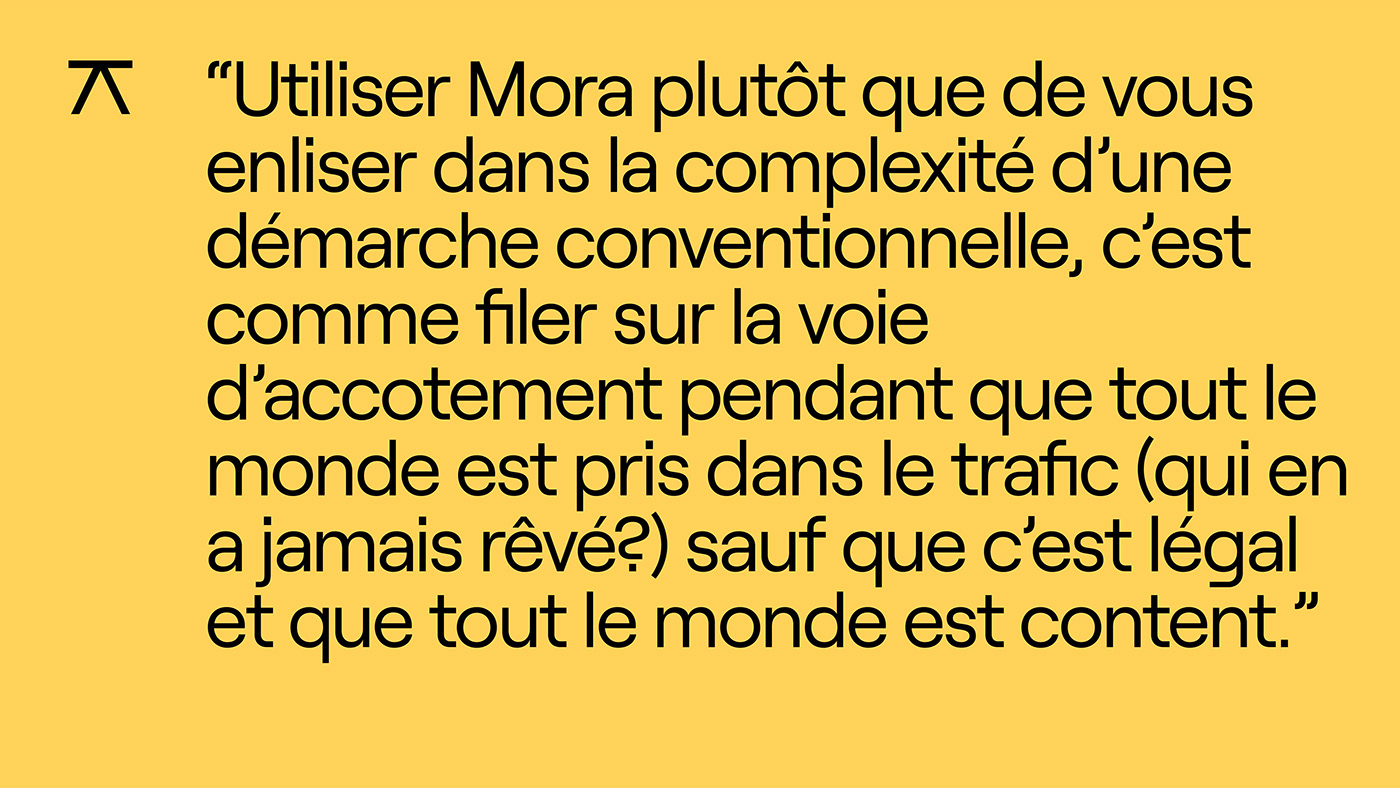 “Utiliser Mora plutôt que de vous
enliser dans la complexité d’une
démarche conventionnelle, c’est
comme filer sur la voie
d’accotement pendant que tout le
monde est pris dans le trafic (qui en
a jamais rêvé?) sauf que c’est légal
et que tout le monde est content.”